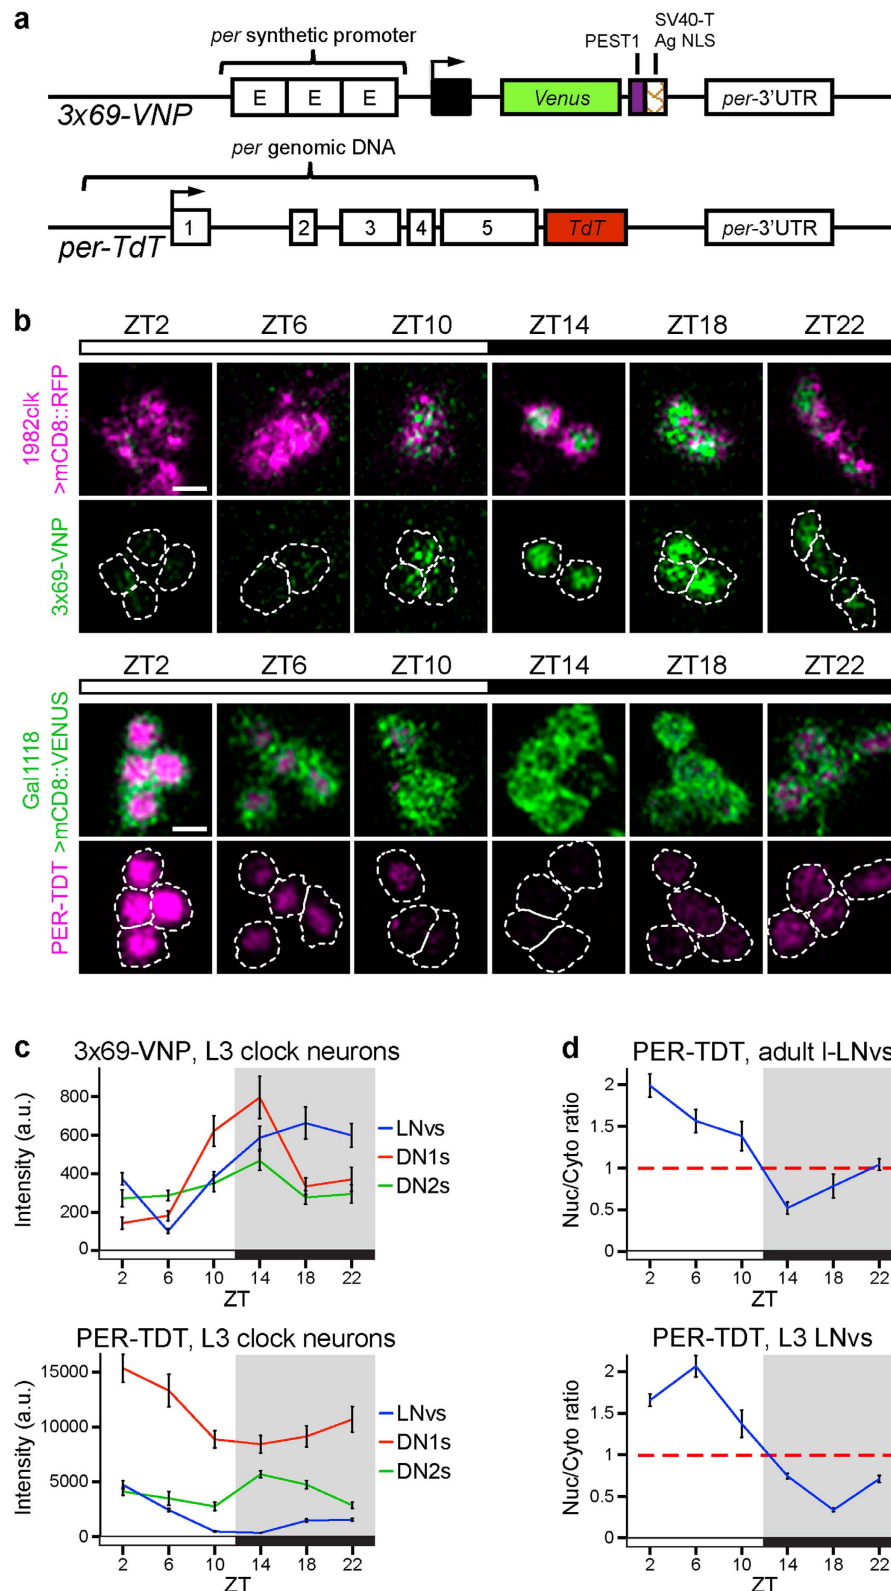 a
per synthetic promoter
PEST1
SV40-T
Ag NLS
E E E
Venus
per-3'UTR
3x69-VNP
per genomic DNA
1 2 3 4 5
TdT
per-3'UTR
per-TdT
b
ZT2 ZT6 ZT10 ZT14 ZT18 ZT22
1982clk
>mCD8::RFP
3x69-VNP
ZT2 ZT6 ZT10 ZT14 ZT18 ZT22
Gal1118
>mCD8::VENUS
PER-TDT
c
3x69-VNP, L3 clock neurons
Intensity (a.u.)
800
600
400
200
0
LNvs
DN1s
DN2s
2 6 10 14 18 22
ZT
PER-TDT, L3 clock neurons
Intensity (a.u.)
15000
10000
5000
0
LNvs
DN1s
DN2s
2 6 10 14 18 22
ZT
d
PER-TDT, adult l-LNvs
Nuc/Cyto ratio
2
1.5
1
0.5
0
2 6 10 14 18 22
ZT
PER-TDT, L3 LNvs
Nuc/Cyto ratio
2
1.5
1
0.5
0
2 6 10 14 18 22
ZT